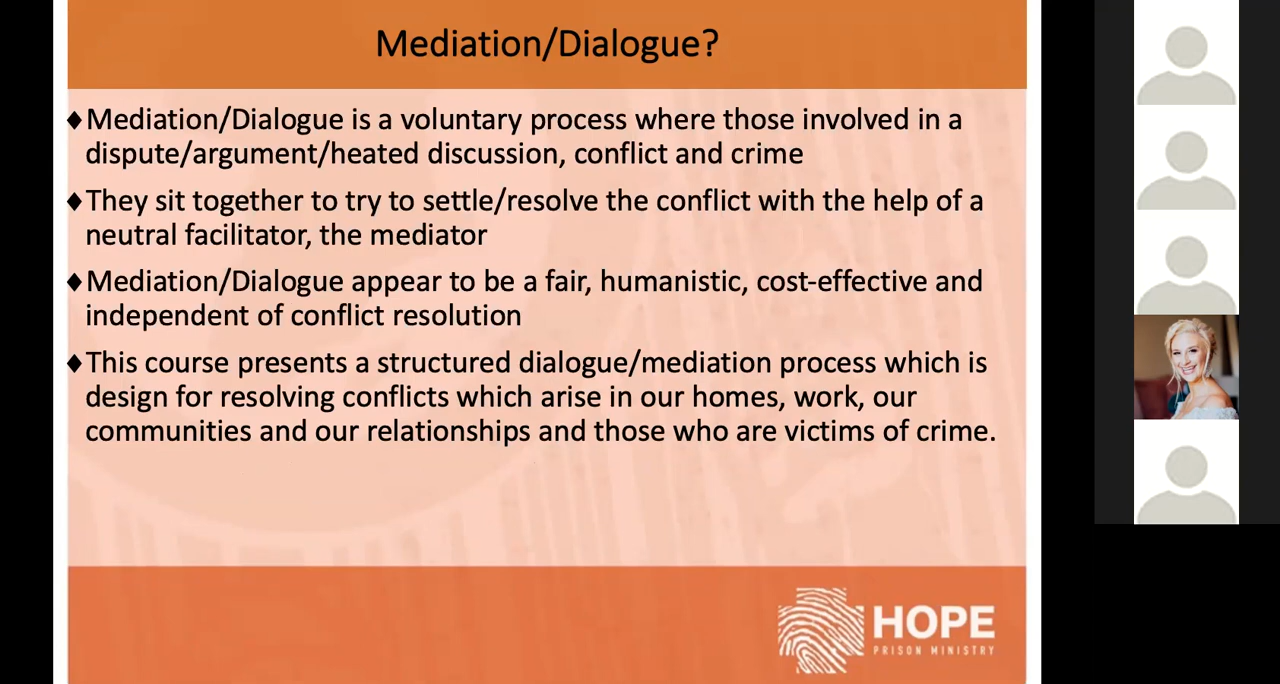 Mediation/Dialogue?
♦Mediation/Dialogue is a voluntary process where those involved in a
dispute/argument/heated discussion, conflict and crime
♦They sit together to try to settle/resolve the conflict with the help of a
neutral facilitator, the mediator
♦Mediation/Dialogue appear to be a fair, humanistic, cost-effective and
independent of conflict resolution
♦This course presents a structured dialogue/mediation process which is
design for resolving conflicts which arise in our homes, work, our
communities and our relationships and those who are victims of crime.
HOPE
PRISON MINISTRY